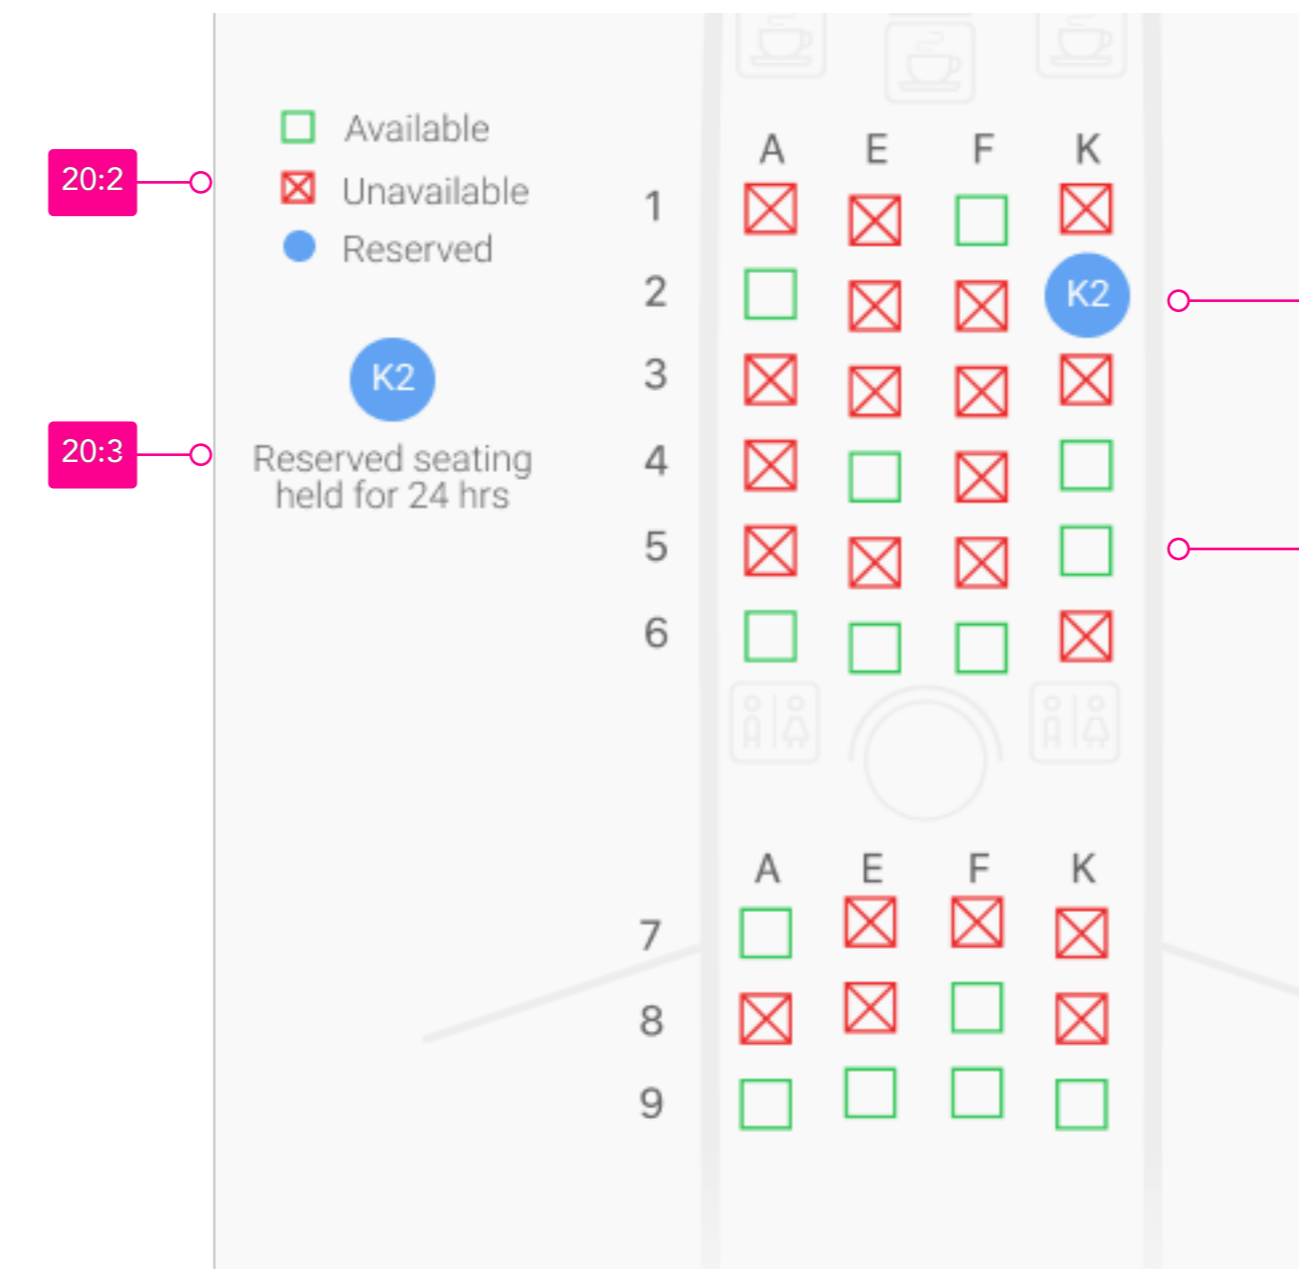 20:2
Available
Unavailable
Reserved
K2
20:3
Reserved seating
held for 24 hrs
A E F K
1
2 K2
3
4
5
6
A E F K
7
8
9